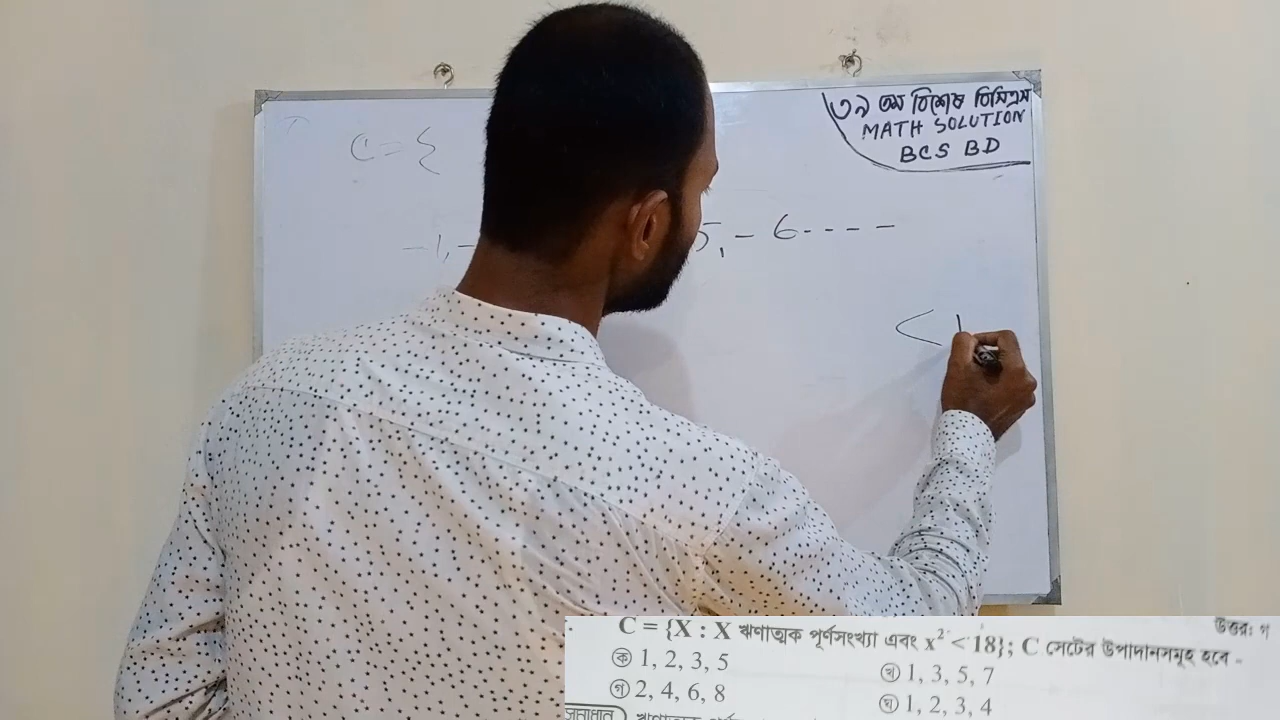 ৩৯ তম বিশেষ বিসিএস
MATH SOLUTION
BCS BD
C = {
-1, - 5, - 6 - - - -
<
উত্তরঃ গ
C = {X : X ঋণাত্মক পূর্ণসংখ্যা এবং x² < 18}; C সেটের উপাদানসমূহ হবে -
ক 1, 2, 3, 5 খ 1, 3, 5, 7
গ 2, 4, 6, 8 ঘ 1, 2, 3, 4
সমাধান